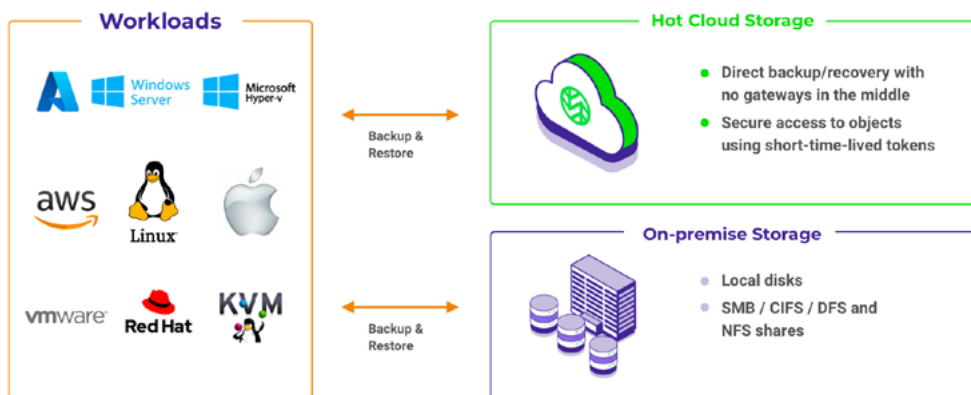 Workloads
Windows
Server
Microsoft
Hyper-v
aws
Linux
vmware
Red Hat
KVM
Backup &
Restore
Backup &
Restore
Hot Cloud Storage
Direct backup/recovery with
no gateways in the middle
Secure access to objects
using short-time-lived tokens
On-premise Storage
Local disks
SMB / CIFS / DFS and
NFS shares